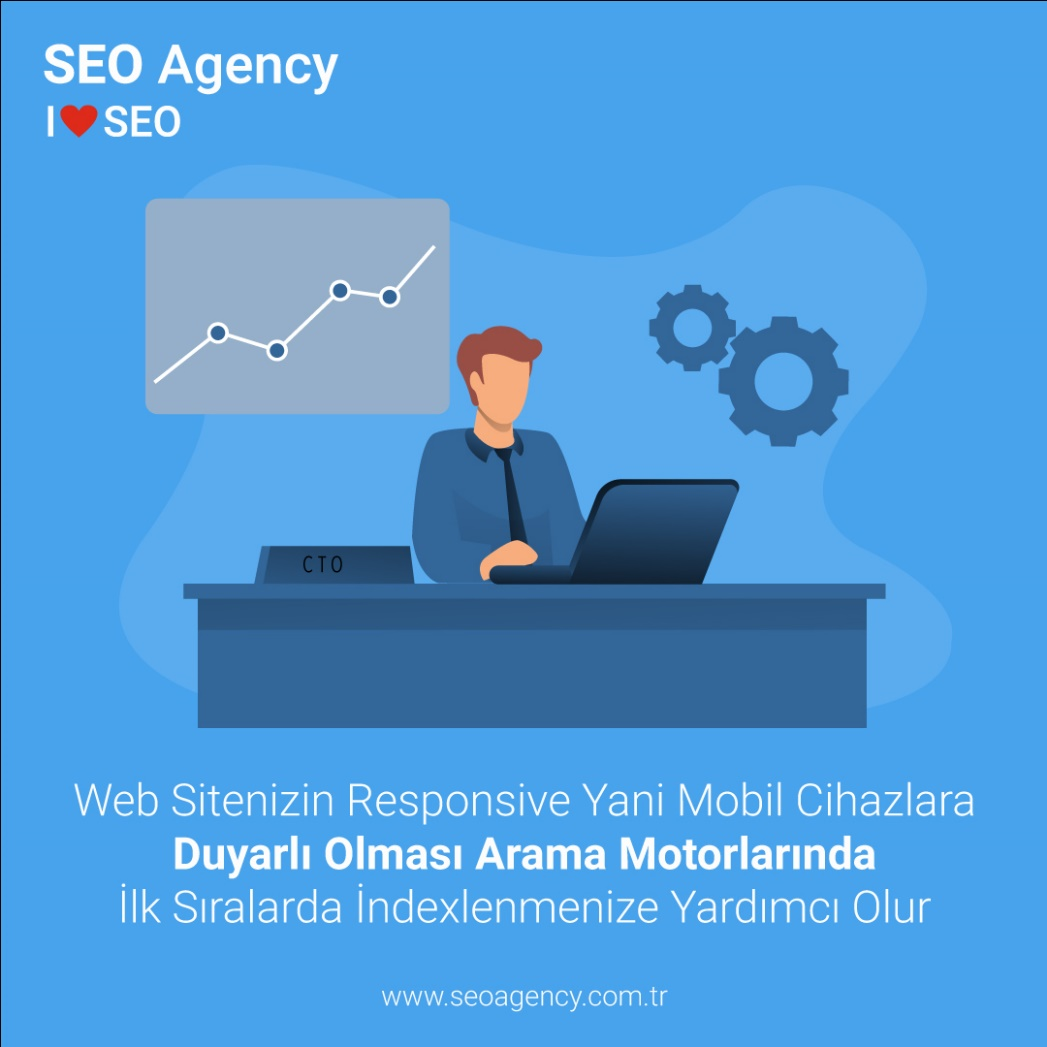 SEO Agency
I❤SEO
CTO
Web Sitenizin Responsive Yani Mobil Cihazlara
Duyarlı Olması Arama Motorlarında
İlk Sıralarda İndexlenmenize Yardımcı Olur
www.seoagency.com.tr